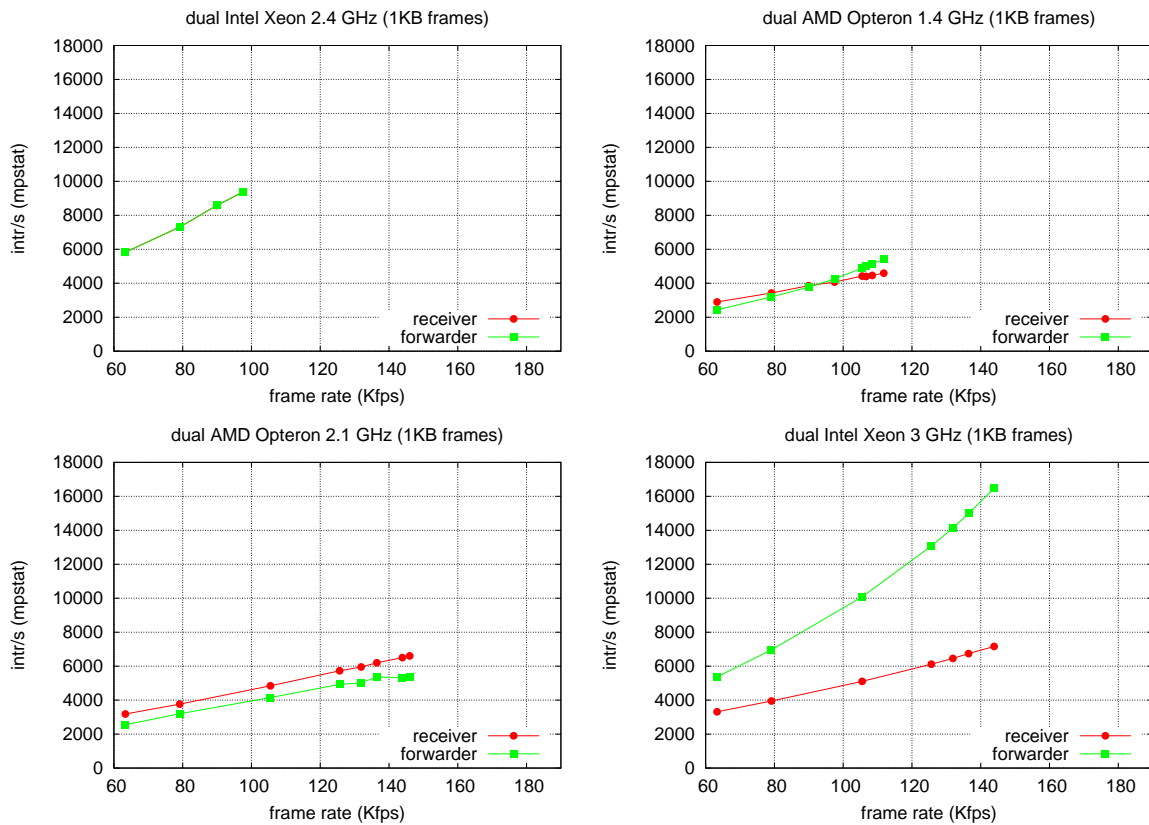 dual Intel Xeon 2.4 GHz (1KB frames)
18000
16000
14000
12000
10000
8000
6000
4000
2000
0
intr/s (mpstat)
receiver
forwarder
60 80 100 120 140 160 180
frame rate (Kfps)
dual AMD Opteron 1.4 GHz (1KB frames)
18000
16000
14000
12000
10000
8000
6000
4000
2000
0
intr/s (mpstat)
receiver
forwarder
60 80 100 120 140 160 180
frame rate (Kfps)
dual AMD Opteron 2.1 GHz (1KB frames)
18000
16000
14000
12000
10000
8000
6000
4000
2000
0
intr/s (mpstat)
receiver
forwarder
60 80 100 120 140 160 180
frame rate (Kfps)
dual Intel Xeon 3 GHz (1KB frames)
18000
16000
14000
12000
10000
8000
6000
4000
2000
0
intr/s (mpstat)
receiver
forwarder
60 80 100 120 140 160 180
frame rate (Kfps)